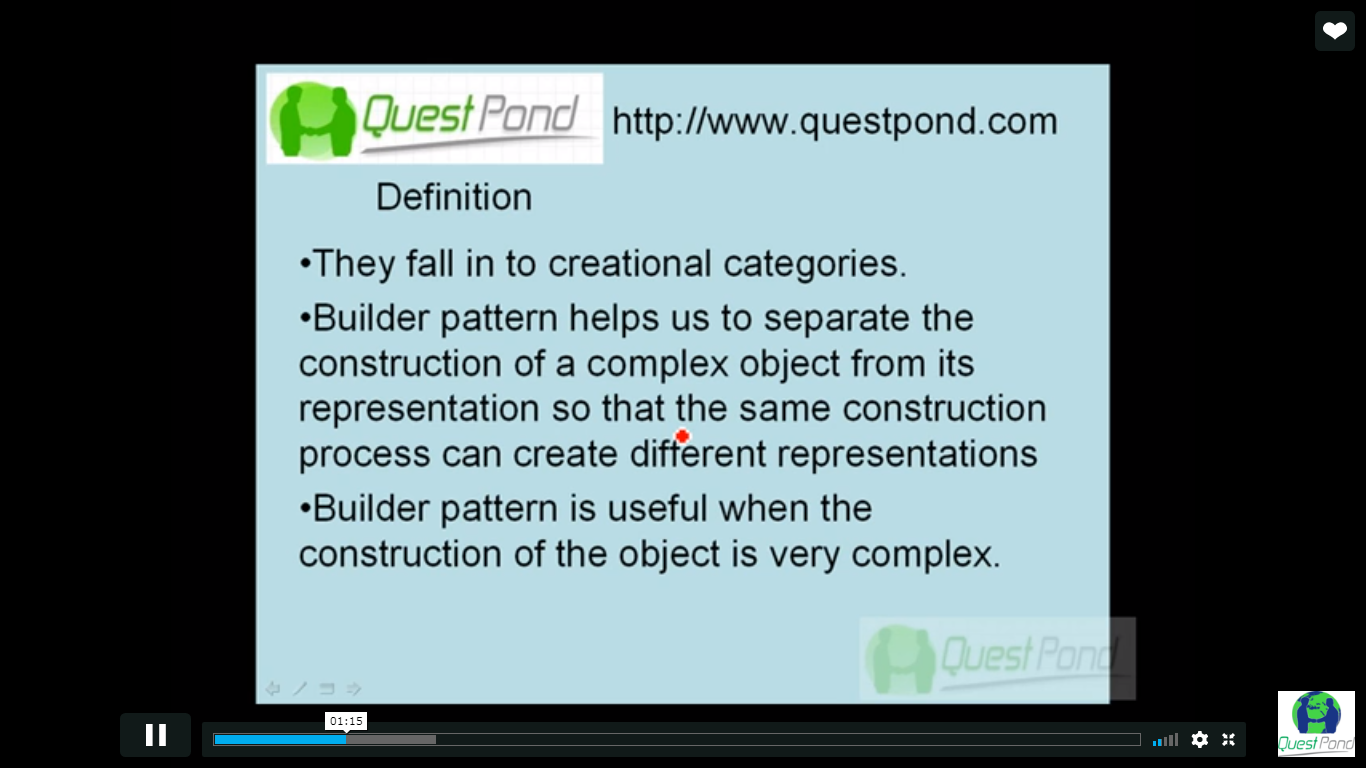 QuestPond http://www.questpond.com
Definition
•They fall in to creational categories.
•Builder pattern helps us to separate the
construction of a complex object from its
representation so that the same construction
process can create different representations
•Builder pattern is useful when the
construction of the object is very complex.
QuestPond
01:15
QuestPond